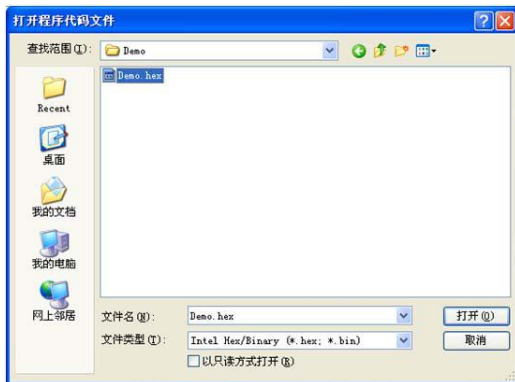 打开程序代码文件
查找范围(I):
Demo
Demo.hex
Recent
桌面
我的文档
我的电脑
网上邻居
文件名(N):
Demo.hex
打开(O)
文件类型(T):
Intel Hex/Binary (*.hex; *.bin)
取消
以只读方式打开(R)